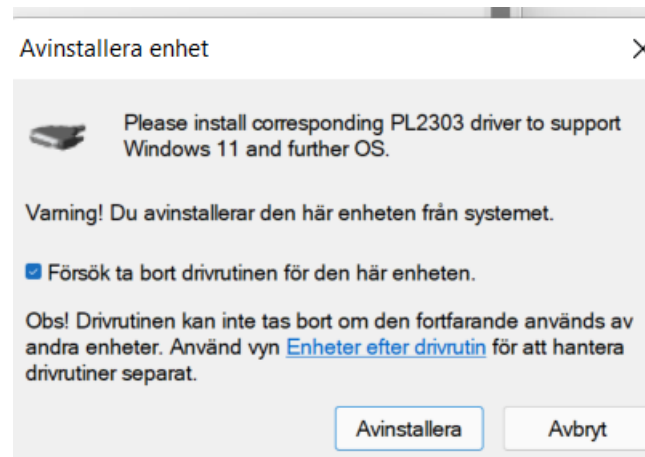 Avinstallera enhet
Please install corresponding PL2303 driver to support
Windows 11 and further OS.
Varning! Du avinstallerar den här enheten från systemet.
Försök ta bort drivrutinen för den här enheten.
Obs! Drivrutinen kan inte tas bort om den fortfarande används av
andra enheter. Använd vyn Enheter efter drivrutin för att hantera
drivrutiner separat.
Avinstallera
Avbryt